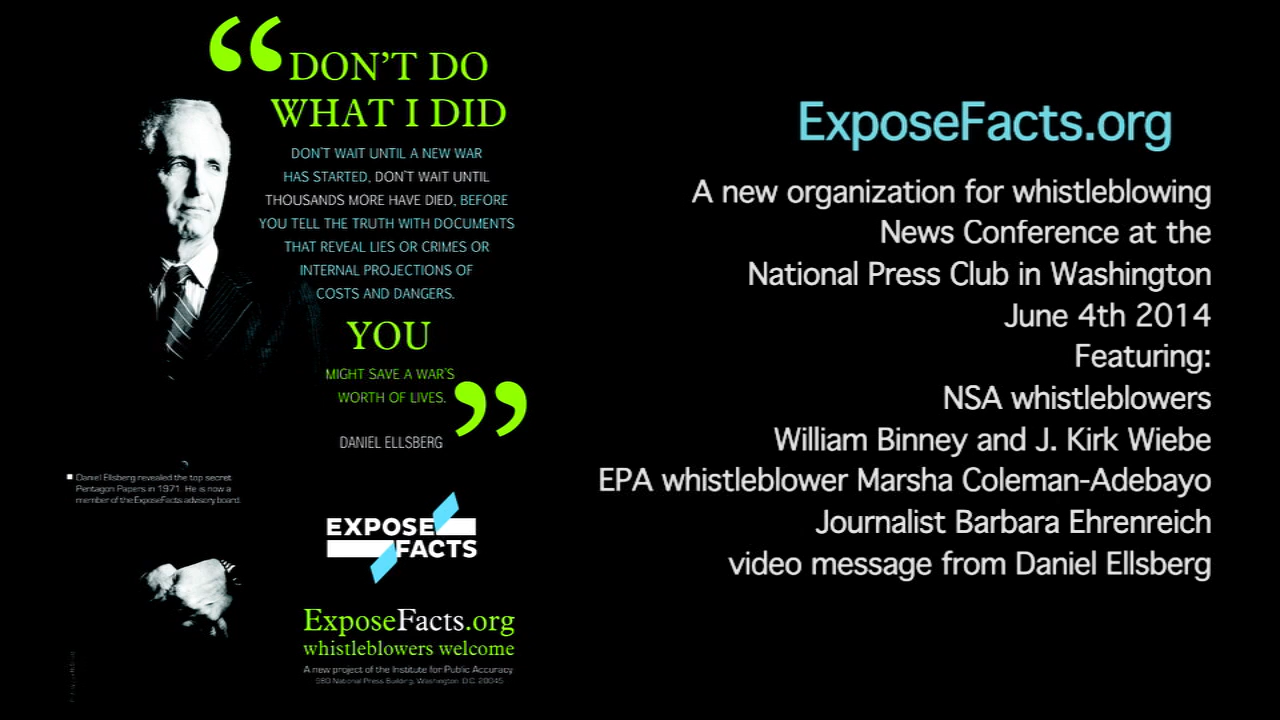 “ DON’T DO
WHAT I DID
DON’T WAIT UNTIL A NEW WAR
HAS STARTED, DON’T WAIT UNTIL
THOUSANDS MORE HAVE DIED, BEFORE
YOU TELL THE TRUTH WITH DOCUMENTS
THAT REVEAL LIES OR CRIMES OR
INTERNAL PROJECTIONS OF
COSTS AND DANGERS.
YOU
MIGHT SAVE A WAR’S
WORTH OF LIVES. ”
DANIEL ELLSBERG
Daniel Ellsberg revealed the top secret
Pentagon Papers in 1971. He is now a
member of the ExposeFacts advisory board.
EXPOSE
FACTS
ExposeFacts.org
whistleblowers welcome
A new project of the Institute for Public Accuracy
980 National Press Building, Washington D.C. 20045
ExposeFacts.org
A new organization for whistleblowing
News Conference at the
National Press Club in Washington
June 4th 2014
Featuring:
NSA whistleblowers
William Binney and J. Kirk Wiebe
EPA whistleblower Marsha Coleman-Adebayo
Journalist Barbara Ehrenreich
video message from Daniel Ellsberg